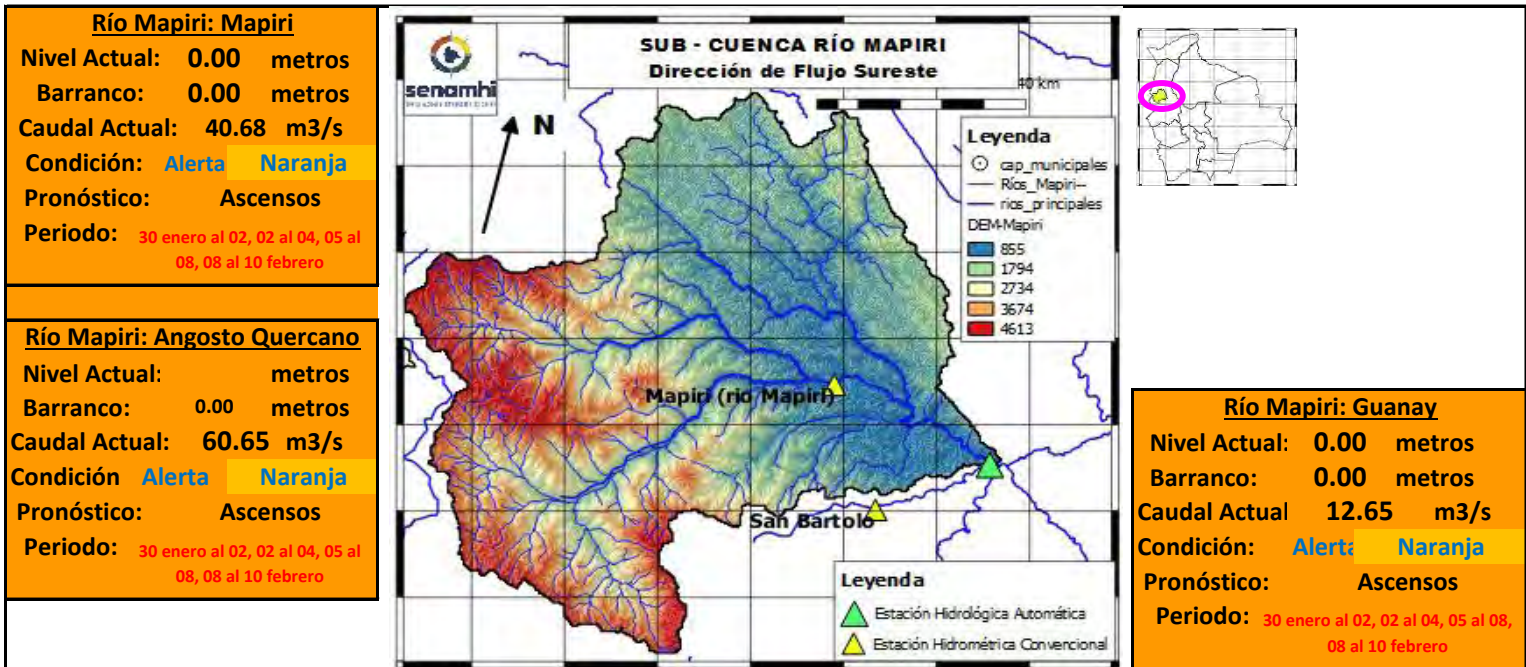 Río Mapiri: Mapiri
Nivel Actual: 0.00 metros
Barranco: 0.00 metros
Caudal Actual: 40.68 m3/s
Condición: Alerta Naranja
Pronóstico: Ascensos
Periodo: 30 enero al 02, 02 al 04, 05 al
08, 08 al 10 febrero
Río Mapiri: Angosto Quercano
Nivel Actual: metros
Barranco: 0.00 metros
Caudal Actual: 60.65 m3/s
Condición Alerta Naranja
Pronóstico: Ascensos
Periodo: 30 enero al 02, 02 al 04, 05 al
08, 08 al 10 febrero
senamhi
SUB - CUENCA RÍO MAPIRI
Dirección de Flujo Sureste
40 km
N
Leyenda
cap_municipales
Ríos_Mapiri--
rios_principales
DEM-Mapiri
855
1794
2734
3674
4613
Mapiri (rio Mapiri)
San Bartolo
Leyenda
Estación Hidrológica Automática
Estación Hidrométrica Convencional
Río Mapiri: Guanay
Nivel Actual: 0.00 metros
Barranco: 0.00 metros
Caudal Actual 12.65 m3/s
Condición: Alerta Naranja
Pronóstico: Ascensos
Periodo: 30 enero al 02, 02 al 04, 05 al 08,
08 al 10 febrero